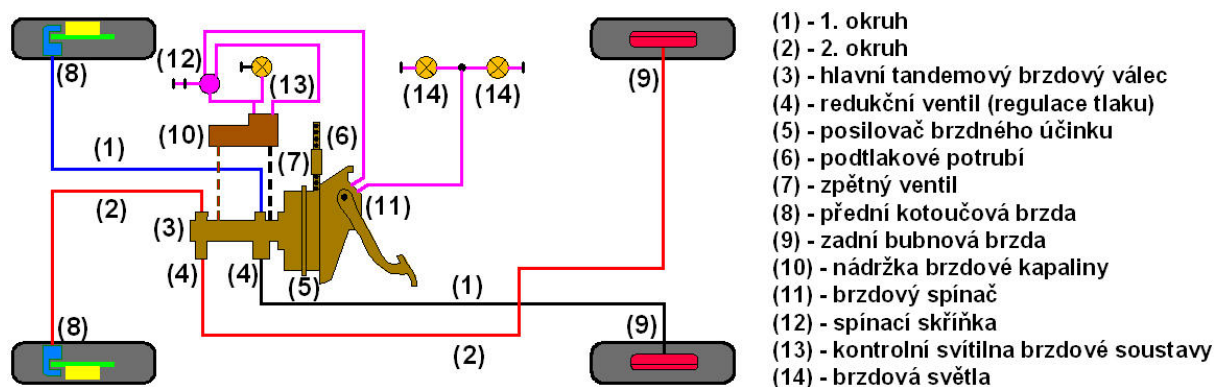 (8)
(12)
(13)
(14) (14)
(9)
(10)
(1)
(6)
(7)
(2)
(3)
(11)
(4) (4)
(5)
(1)
(8)
(9)
(2)
(1) - 1. okruh
(2) - 2. okruh
(3) - hlavní tandemový brzdový válec
(4) - redukční ventil (regulace tlaku)
(5) - posilovač brzdného účinku
(6) - podtlakové potrubí
(7) - zpětný ventil
(8) - přední kotoučová brzda
(9) - zadní bubnová brzda
(10) - nádržka brzdové kapaliny
(11) - brzdový spínač
(12) - spínací skříňka
(13) - kontrolní svítilna brzdové soustavy
(14) - brzdová světla